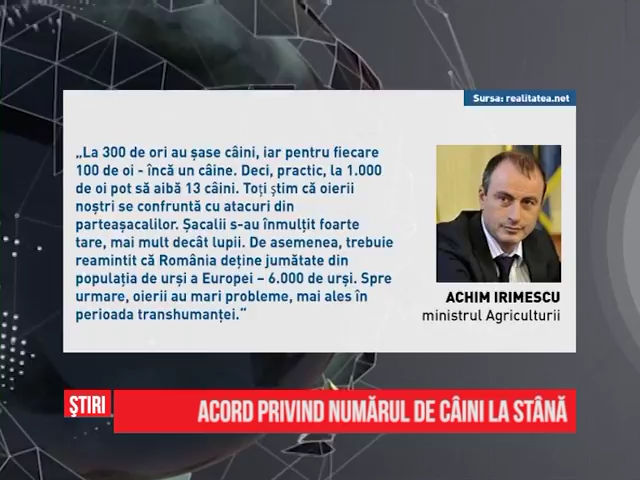 Sursa: realitatea.net
„La 300 de ori au șase câini, iar pentru fiecare
100 de oi - încă un câine. Deci, practic, la 1.000
de oi pot să aibă 13 câini. Toți știm că oierii
noștri se confruntă cu atacuri din
parteașacalilor. Șacalii s-au înmulțit foarte
tare, mai mult decât lupii. De asemenea, trebuie
reamintit că România deține jumătate din
populația de urși a Europei – 6.000 de urși. Spre
urmare, oierii au mari probleme, mai ales în
perioada transhumanței.“
ACHIM IRIMESCU
ministrul Agriculturii
ŞTIRI
ACORD PRIVIND NUMĂRUL DE CÂINI LA STÂNĂ